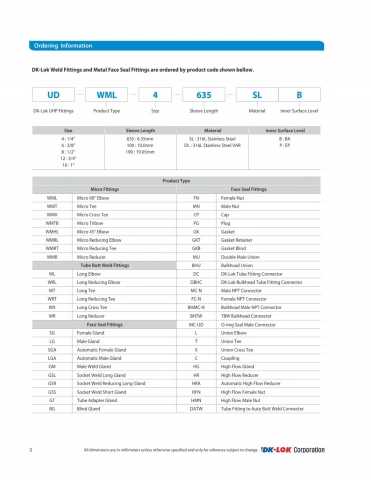 Ordering Information
DK-Lok Weld Fittings and Metal Face Seal Fittings are ordered by product code shown bellow.
UD WML 4 635 SL B
DK-Lok UHP Fittings Product Type Size Sleeve Length Material Inner Surface Level
Size Sleeve Length Material Inner Surface Level
4 : 1/4" 635 : 6.35mm SL : 316L Stainless Steel B : BA
6 : 3/8" 100 : 10.0mm DL : 316L Stainless Steel VAR P : EP
8 : 1/2" 190 : 19.05mm
12 : 3/4"
16 : 1"
Product Type
Micro Fittings Face Seal Fittings
WML Micro 90° Elbow FN Female Nut
WMT Micro Tee MN Male Nut
WMX Micro Cross Tee CP Cap
WMTB Micro Tribow PG Plug
WMHL Micro 45° Elbow GK Gasket
WMRL Micro Reducing Elbow GKT Gasket Retainer
WMRT Micro Reducing Tee GKB Gasket Blind
WMR Micro Reducer MU Double Male Union
Tube Butt Weld Fittings BHU Bulkhead Union
WL Long Elbow DC DK-Lok Tube Fitting Connector
WRL Long Reducing Elbow DBHC DK-Lok Bulkhead Tube Fitting Connector
WT Long Tee MC-N Male NPT Connector
WRT Long Reducing Tee FC-N Female NPT Connector
WX Long Cross Tee BHMC-N Bulkhead Male NPT Connector
WR Long Reducer BHTW TBW Bulkhead Connector
Face Seal Fittings MC-UO O-ring Seal Male Connector
SG Female Gland L Union Elbow
LG Male Gland T Union Tee
SGA Automatic Female Gland X Union Cross Tee
LGA Automatic Male Gland C Coupling
GM Male Weld Gland HG High Flow Gland
GSL Socket Weld Long Gland HR High Flow Reducer
GSR Socket Weld Reducing Long Gland HRA Automatic High Flow Reducer
GSS Socket Weld Short Gland HFN High Flow Female Nut
GT Tube Adapter Gland HMN High Flow Male Nut
BG Blind Gland DATW Tube Fitting to Auto Butt Weld Connector
3 All dimensions are in millimeters unless otherwise specified and only for reference subject to change. DK-LOK Corporation